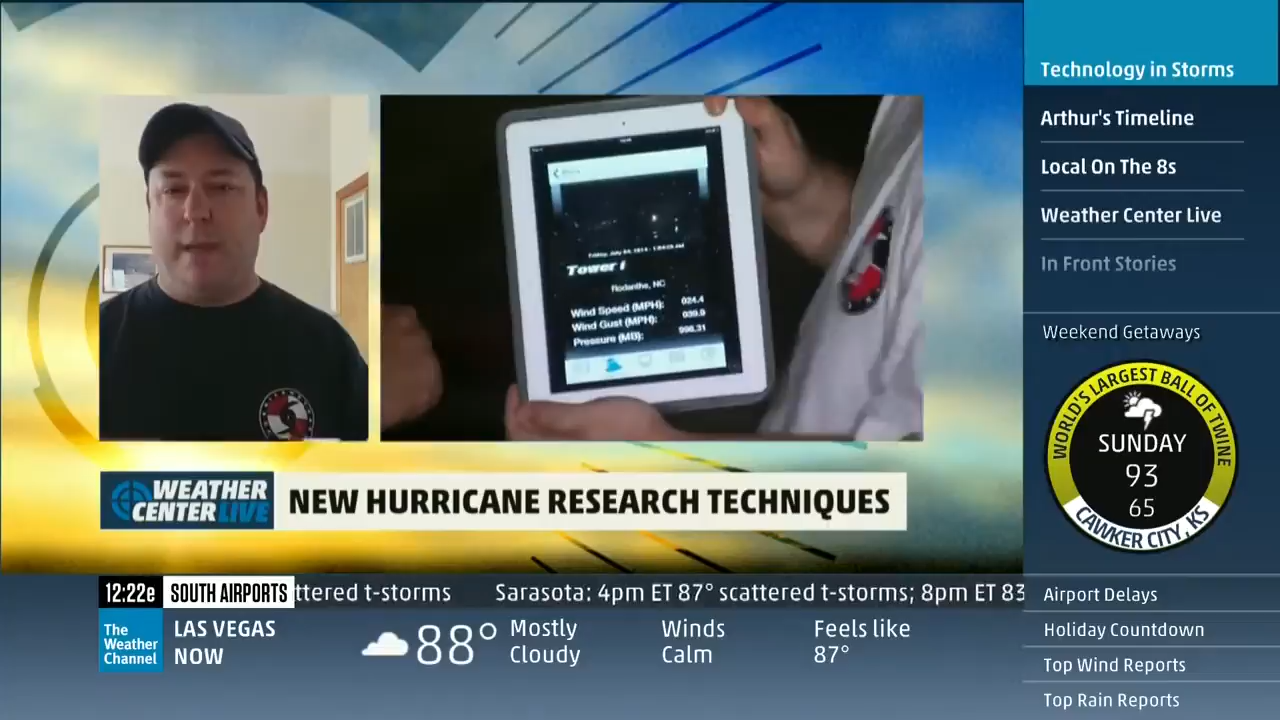 Technology in Storms
Arthur's Timeline
Local On The 8s
Weather Center Live
In Front Stories
Weekend Getaways
WORLD'S LARGEST BALL OF TWINE
SUNDAY
93
65
CAWKER CITY, KS
Tower 1
Rodanthe, NC
Wind Speed (MPH): 024.4
Wind Gust (MPH): 039.9
Pressure (MB): 996.31
WEATHER
CENTER LIVE
NEW HURRICANE RESEARCH TECHNIQUES
12:22e SOUTH AIRPORTS ttered t-storms Sarasota: 4pm ET 87° scattered t-storms; 8pm ET 83
The
Weather
Channel
LAS VEGAS
NOW
88°
Mostly
Cloudy
Winds
Calm
Feels like
87°
Airport Delays
Holiday Countdown
Top Wind Reports
Top Rain Reports